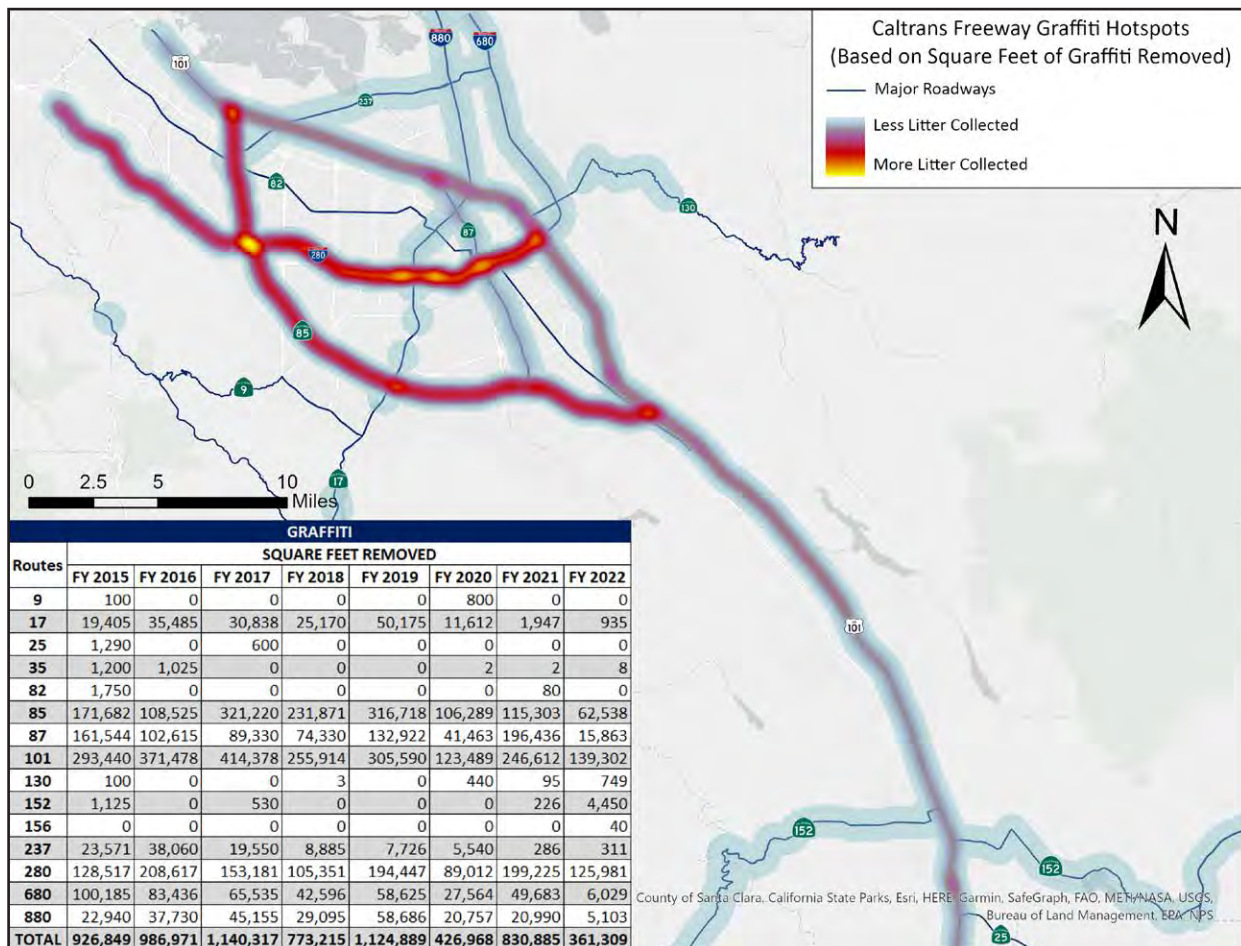 Caltrans Freeway Graffiti Hotspots
(Based on Square Feet of Graffiti Removed)
Major Roadways
Less Litter Collected
More Litter Collected
N
101
880
680
237
82
87
130
280
85
9
17
101
152
152
25
0 2.5 5 10
Miles
GRAFFITI
Routes SQUARE FEET REMOVED
FY 2015 FY 2016 FY 2017 FY 2018 FY 2019 FY 2020 FY 2021 FY 2022
9 100 0 0 0 0 800 0 0
17 19,405 35,485 30,838 25,170 50,175 11,612 1,947 935
25 1,290 0 600 0 0 0 0 0
35 1,200 1,025 0 0 0 2 2 8
82 1,750 0 0 0 0 0 80 0
85 171,682 108,525 321,220 231,871 316,718 106,289 115,303 62,538
87 161,544 102,615 89,330 74,330 132,922 41,463 196,436 15,863
101 293,440 371,478 414,378 255,914 305,590 123,489 246,612 139,302
130 100 0 0 3 0 440 95 749
152 1,125 0 530 0 0 0 226 4,450
156 0 0 0 0 0 0 0 40
237 23,571 38,060 19,550 8,885 7,726 5,540 286 311
280 128,517 208,617 153,181 105,351 194,447 89,012 199,225 125,981
680 100,185 83,436 65,535 42,596 58,625 27,564 49,683 6,029
880 22,940 37,730 45,155 29,095 58,686 20,757 20,990 5,103
TOTAL 926,849 986,971 1,140,317 773,215 1,124,889 426,968 830,885 361,309
County of Santa Clara, California State Parks, Esri, HERE, Garmin, SafeGraph, FAO, METI/NASA, USGS,
Bureau of Land Management, EPA, NPS